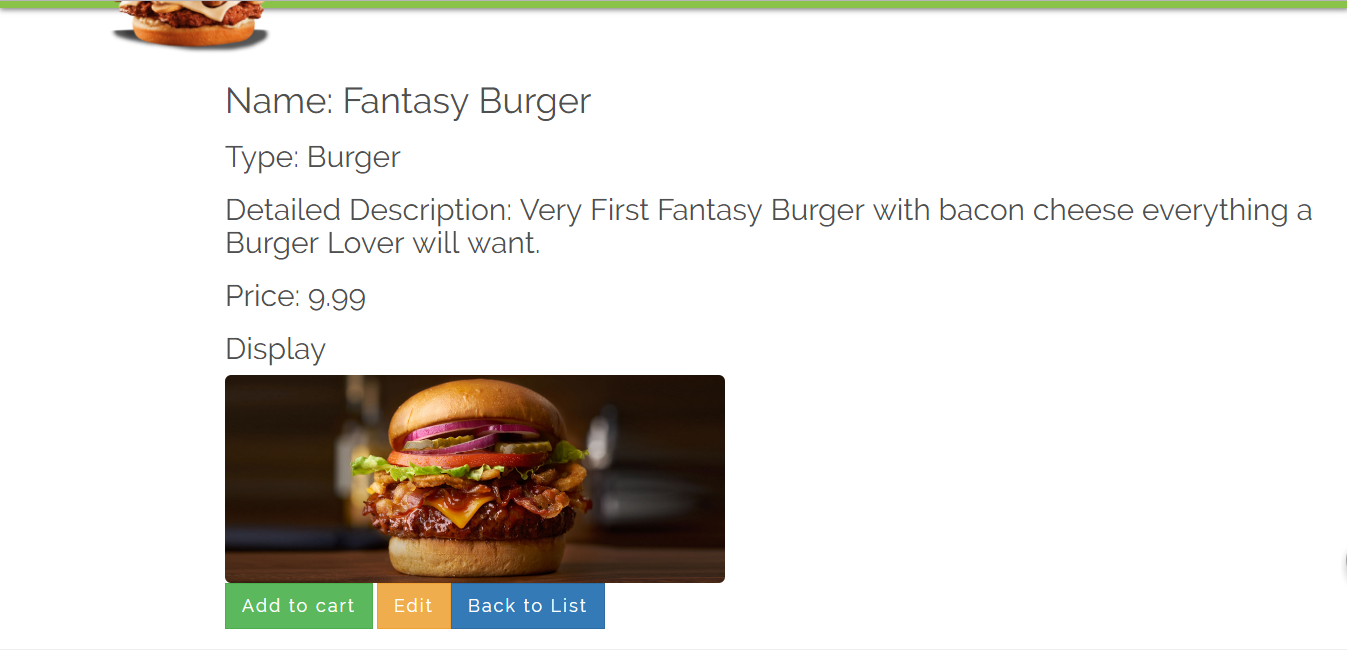 Name: Fantasy Burger
Type: Burger
Detailed Description: Very First Fantasy Burger with bacon cheese everything a
Burger Lover will want.
Price: 9.99
Display
Add to cart Edit Back to List